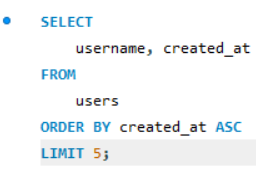 SELECT
username, created_at
FROM
users
ORDER BY created_at ASC
LIMIT 5;